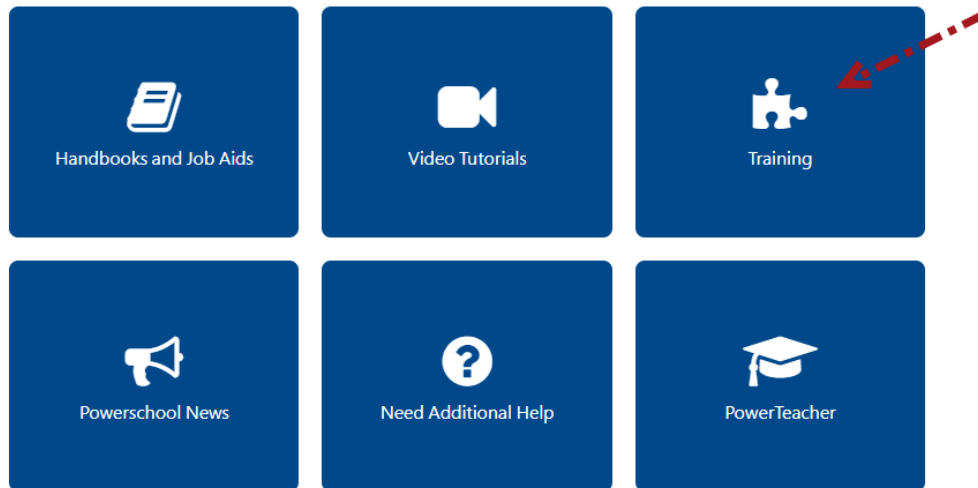 Handbooks and Job Aids
Video Tutorials
Training
Powerschool News
Need Additional Help
PowerTeacher